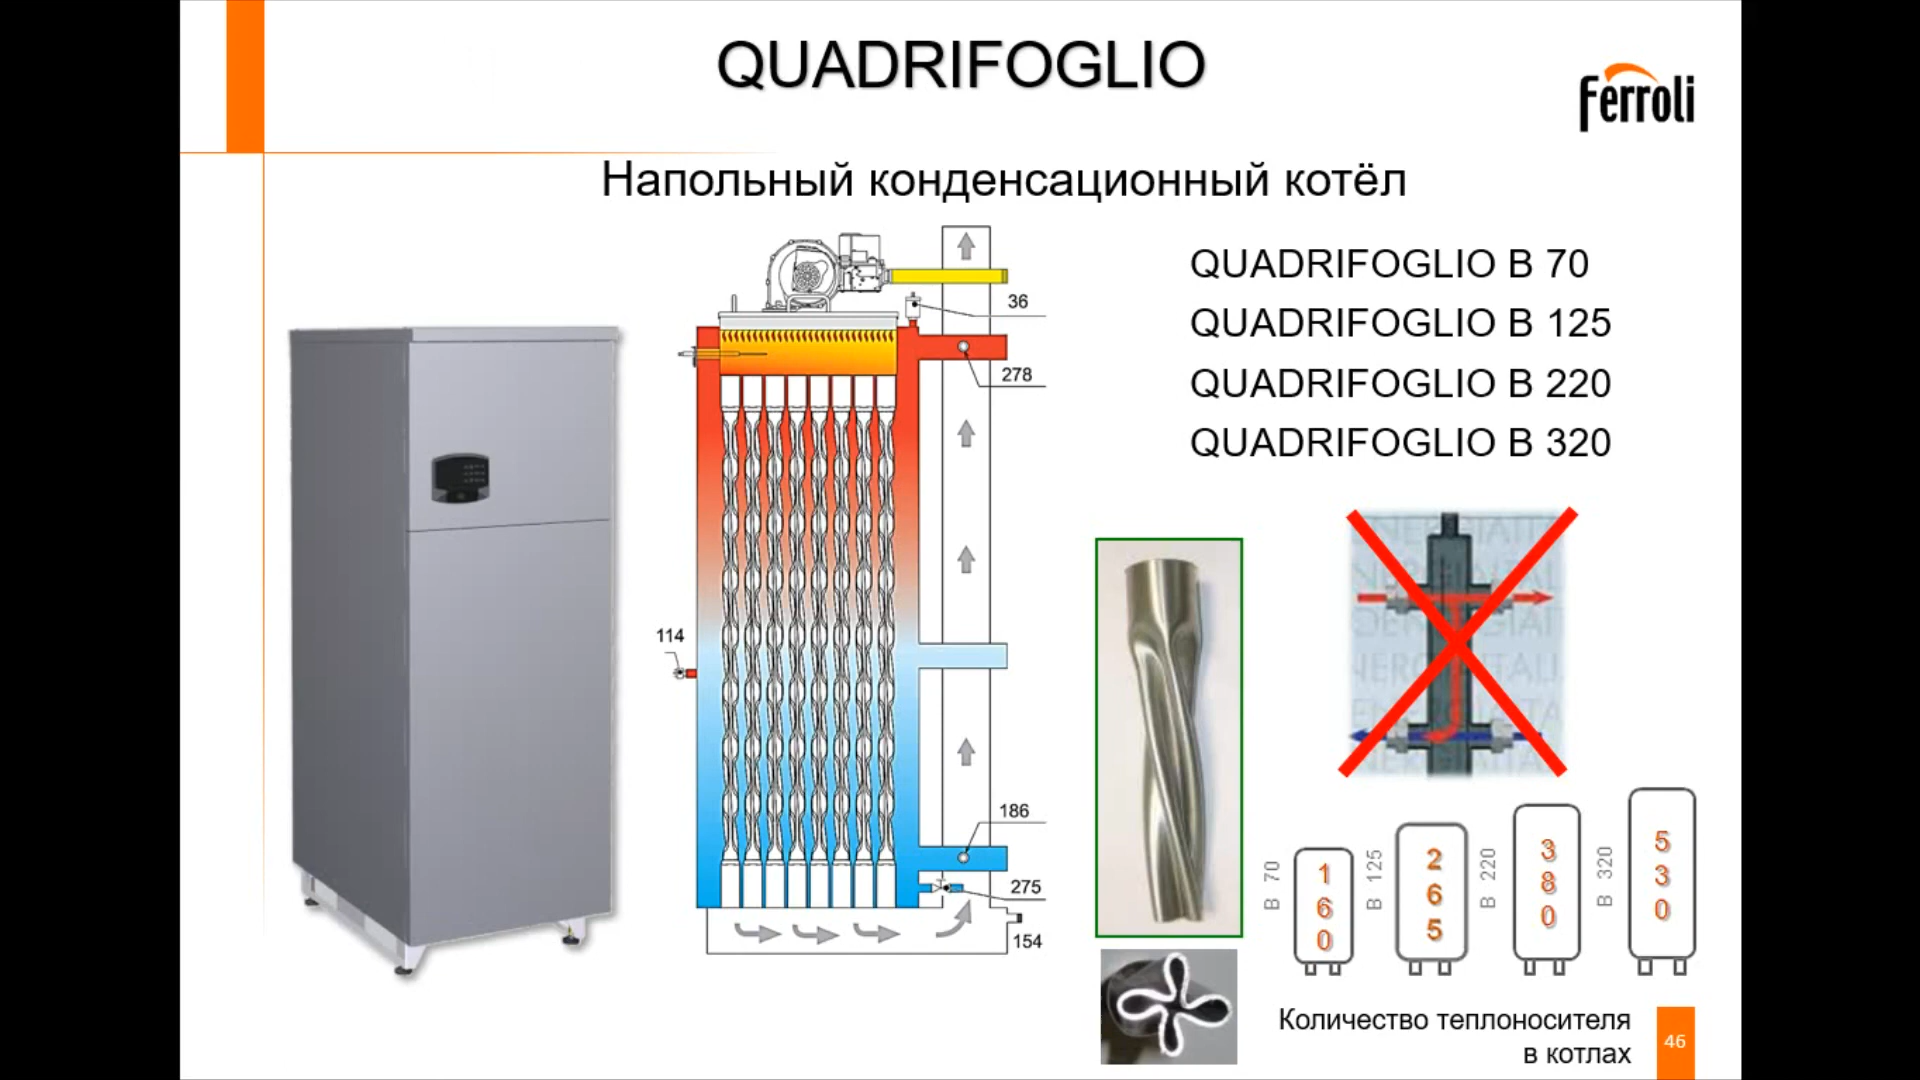 QUADRIFOGLIO
Ferroli
Напольный конденсационный котёл
QUADRIFOGLIO B 70
QUADRIFOGLIO B 125
QUADRIFOGLIO B 220
QUADRIFOGLIO B 320
36
278
114
186
275
154
B 70
160
B 125
265
B 220
380
B 320
530
Количество теплоносителя
в котлах
46